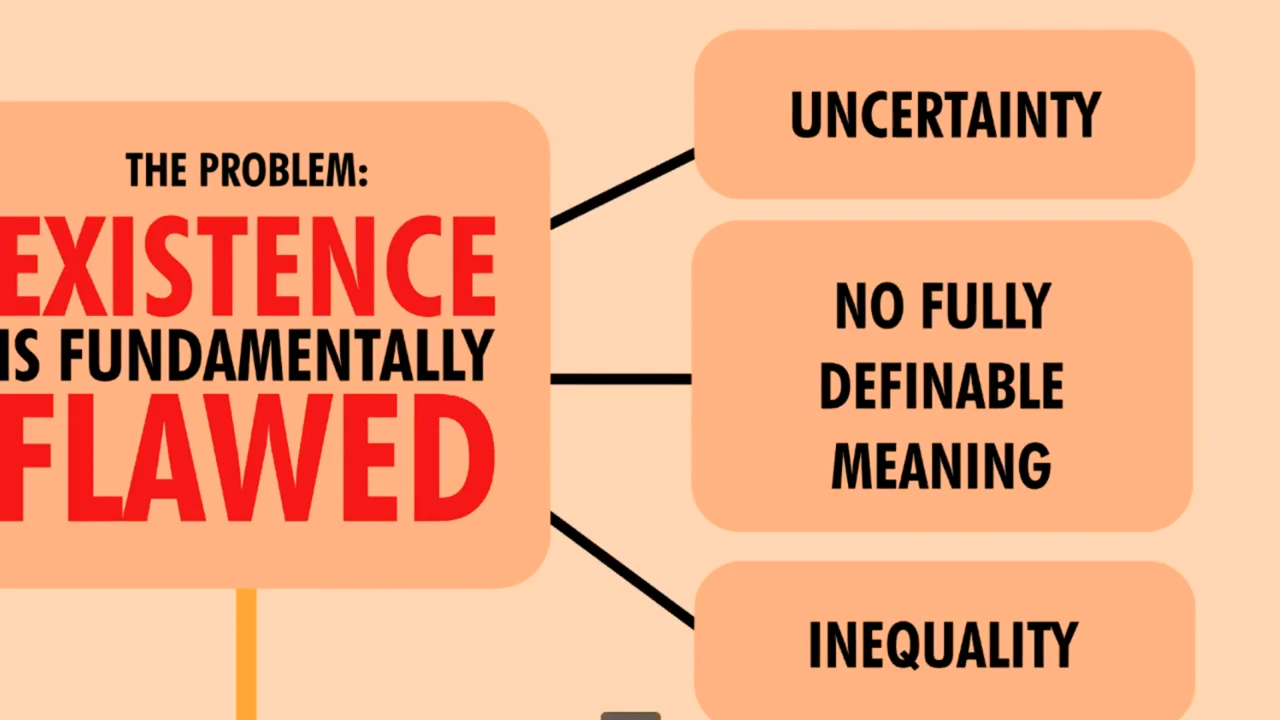 THE PROBLEM:
EXISTENCE
IS FUNDAMENTALLY
FLAWED
UNCERTAINTY
NO FULLY
DEFINABLE
MEANING
INEQUALITY